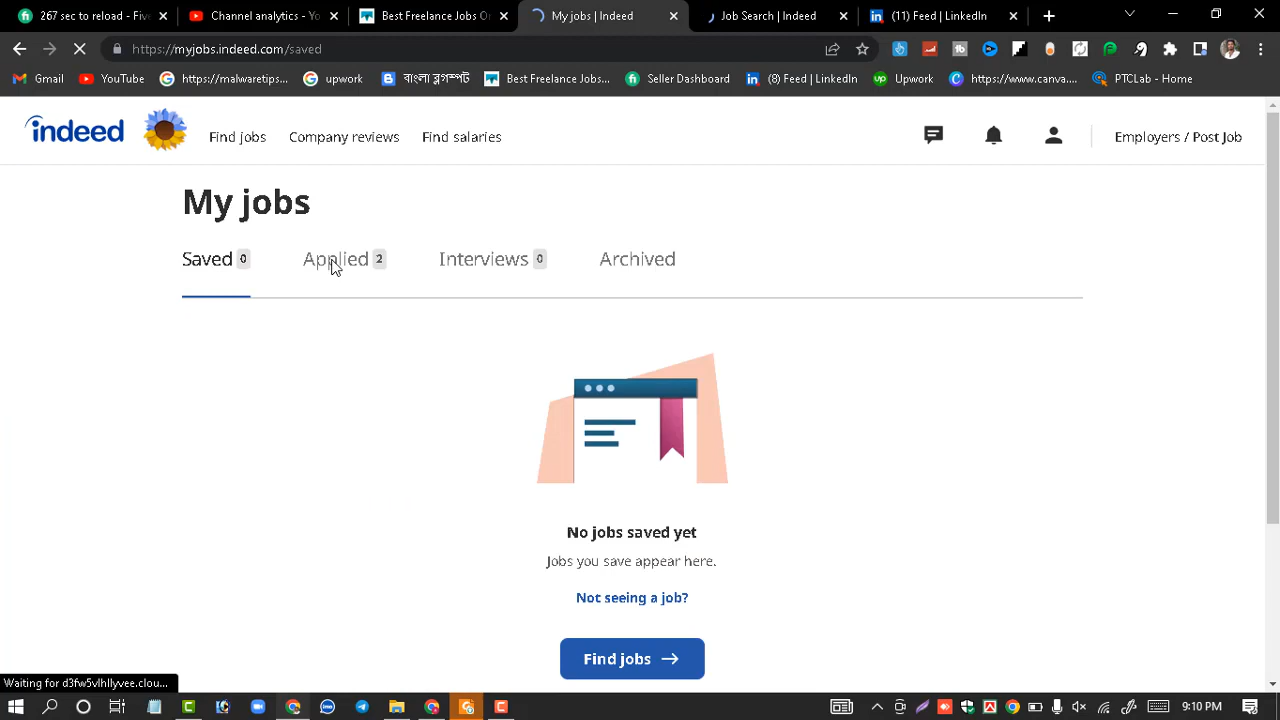 267 sec to rachad - Five
Channel analytics - Yo
Best Freelance Jobs O
My jobs | Indeed
Job Search | Indeed
(11) Feed | LinkedIn
https://myjobs.indeed.com/saved
Gmail
YouTube
https://malwaretips...
upwork
বাংলা ব্লগস্পট
Best Freelance Jobs...
Seller Dashboard
(8) Feed | LinkedIn
Upwork
https://www.canva....
PTCLab - Home
indeed
Find jobs
Company reviews
Find salaries
Employers / Post Job
My jobs
Saved 0
Applied 2
Interviews 0
Archived
No jobs saved yet
Jobs you save appear here.
Not seeing a job?
Find jobs
Waiting for d3fw5vlhllyvee.clou...
9:10 PM